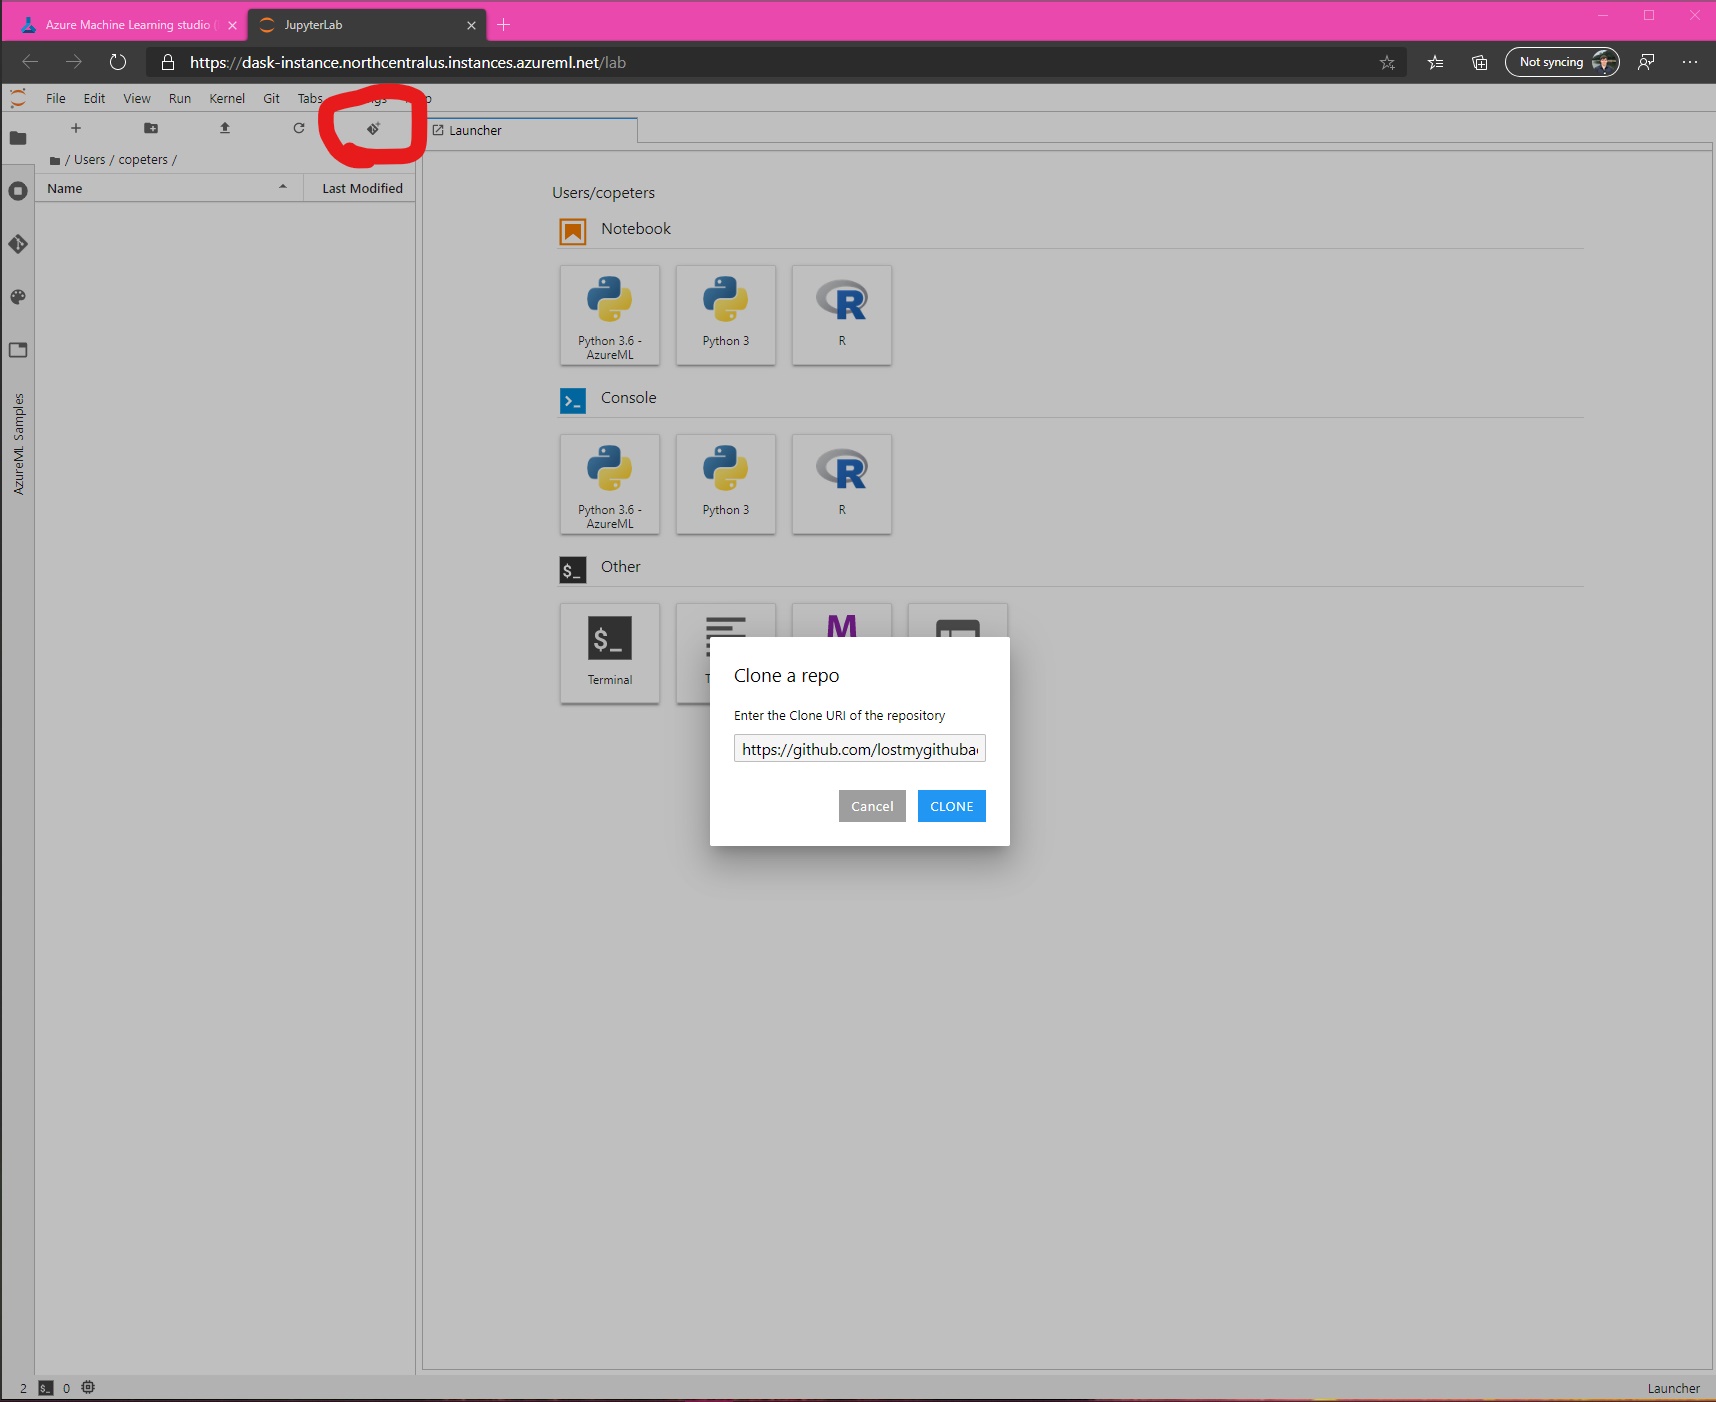 Azure Machine Learning studio (
JupyterLab
https://dask-instance.northcentralus.instances.azureml.net/lab
Not syncing
File Edit View Run Kernel Git Tabs
Launcher
/ Users / copeters /
Name Last Modified
AzureML Samples
Users/copeters
Notebook
Python 3.6 -
AzureML
Python 3
R
Console
Python 3.6 -
AzureML
Python 3
R
Other
$_
Terminal
M
Clone a repo
Enter the Clone URI of the repository
https://github.com/lostmygithuba
Cancel CLONE
2 $_ 0
Launcher